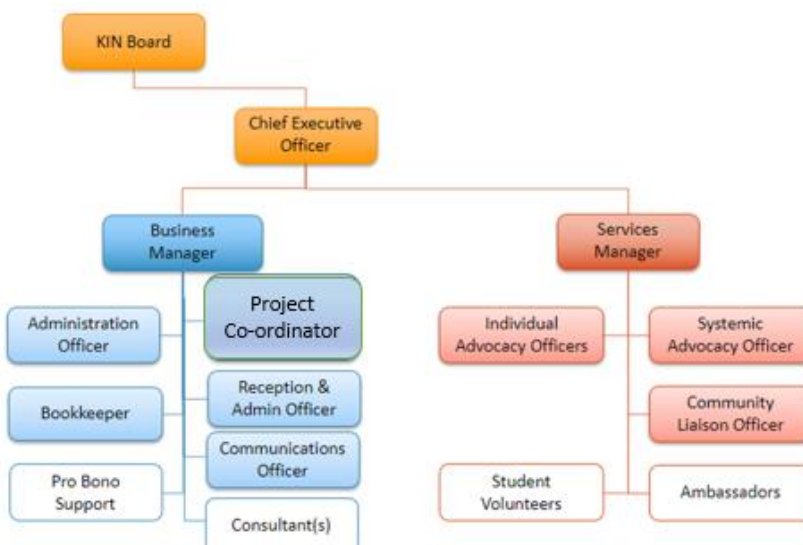 KIN Board
Chief Executive
Officer
Business
Manager
Services
Manager
Administration
Officer
Project
Co-ordinator
Individual
Advocacy Officers
Systemic
Advocacy Officer
Bookkeeper
Reception &
Admin Officer
Community
Liaison Officer
Pro Bono
Support
Communications
Officer
Student
Volunteers
Ambassadors
Consultant(s)